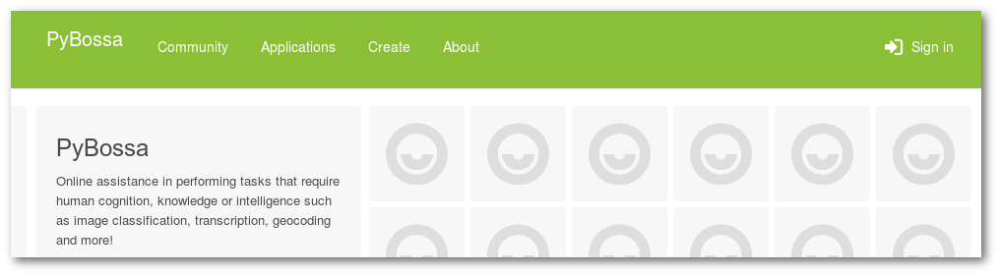 PyBossa
Community
Applications
Create
About
Sign in
PyBossa
Online assistance in performing tasks that require
human cognition, knowledge or intelligence such
as image classification, transcription, geocoding
and more!